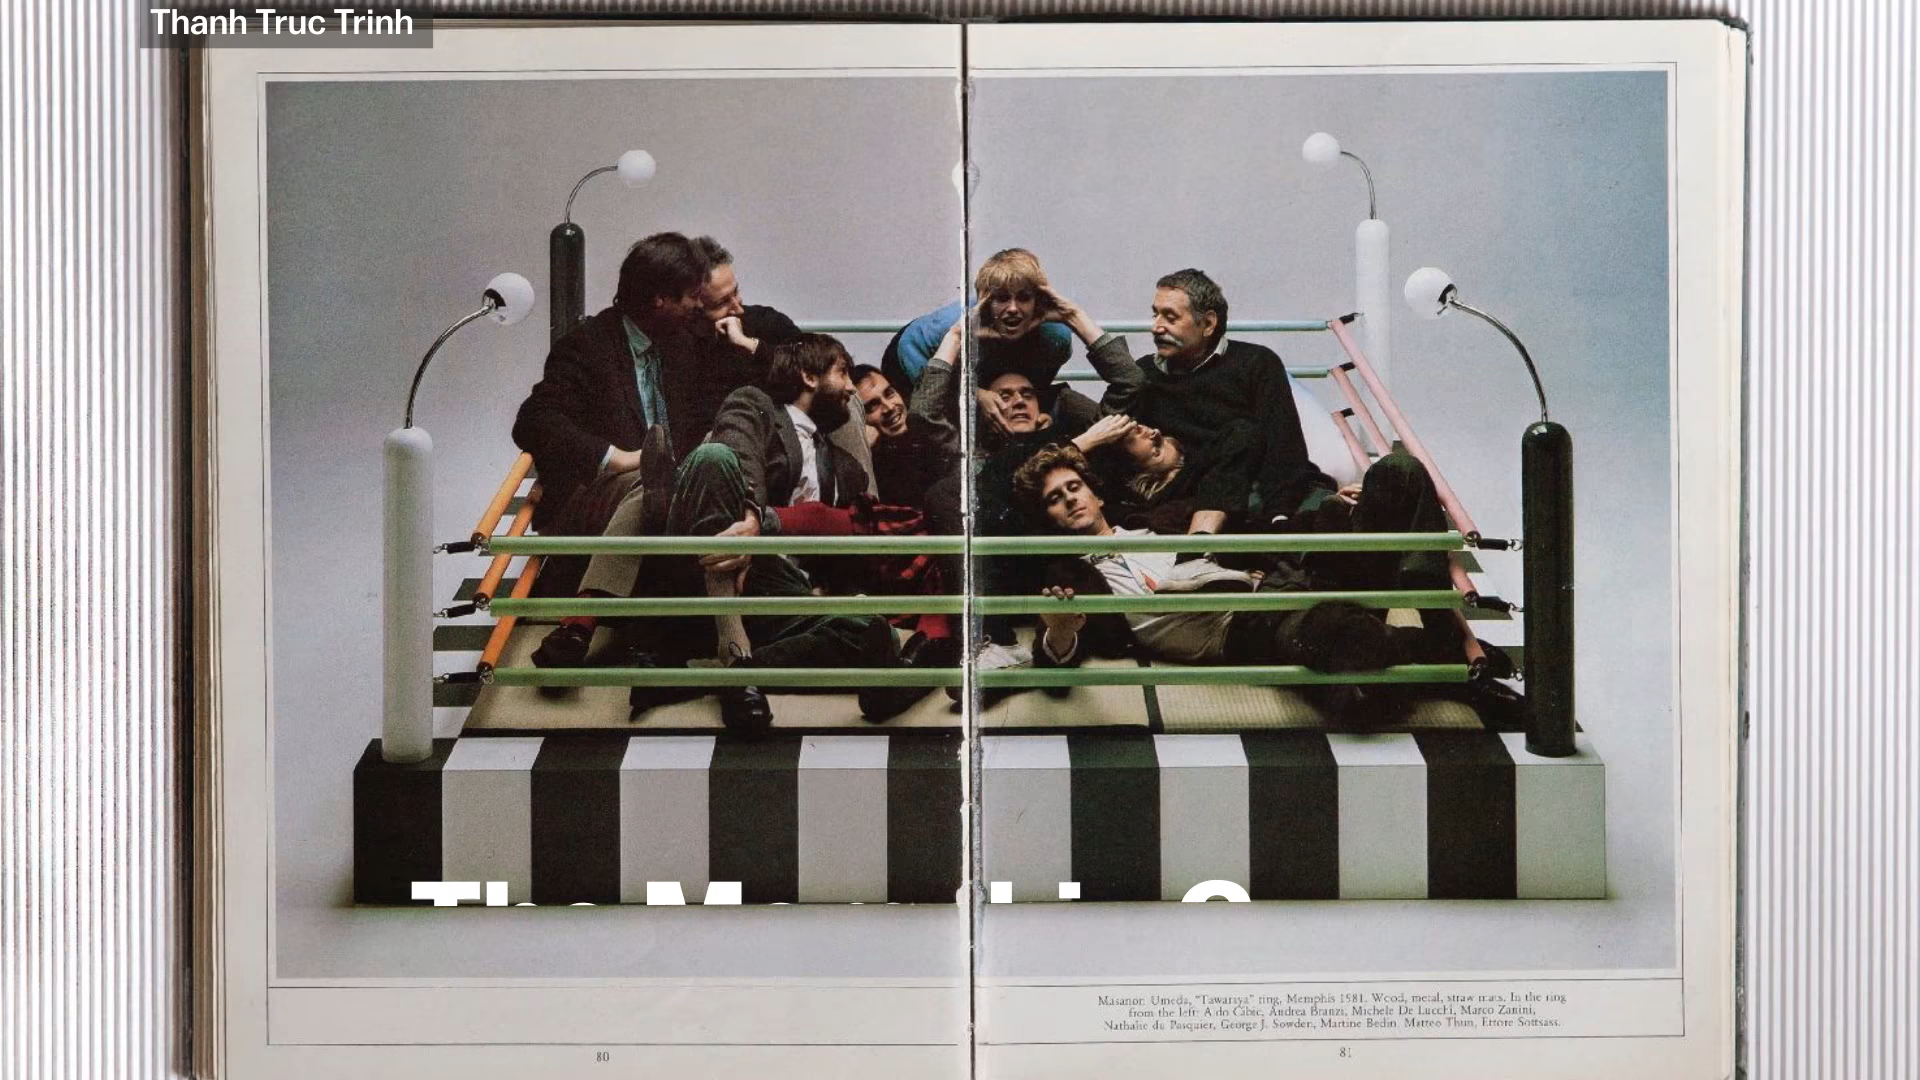 Thanh Truc Trinh
Masanori Umeda, "Tawaraya" ring, Memphis 1981. Wood, metal, straw mats. In the ring
from the left: Aldo Cibic, Andrea Branzi, Michele De Lucchi, Marco Zanini,
Nathalie du Pasquier, George J. Sowden, Martine Bedin, Matteo Thun, Ettore Sottsass.
80
81